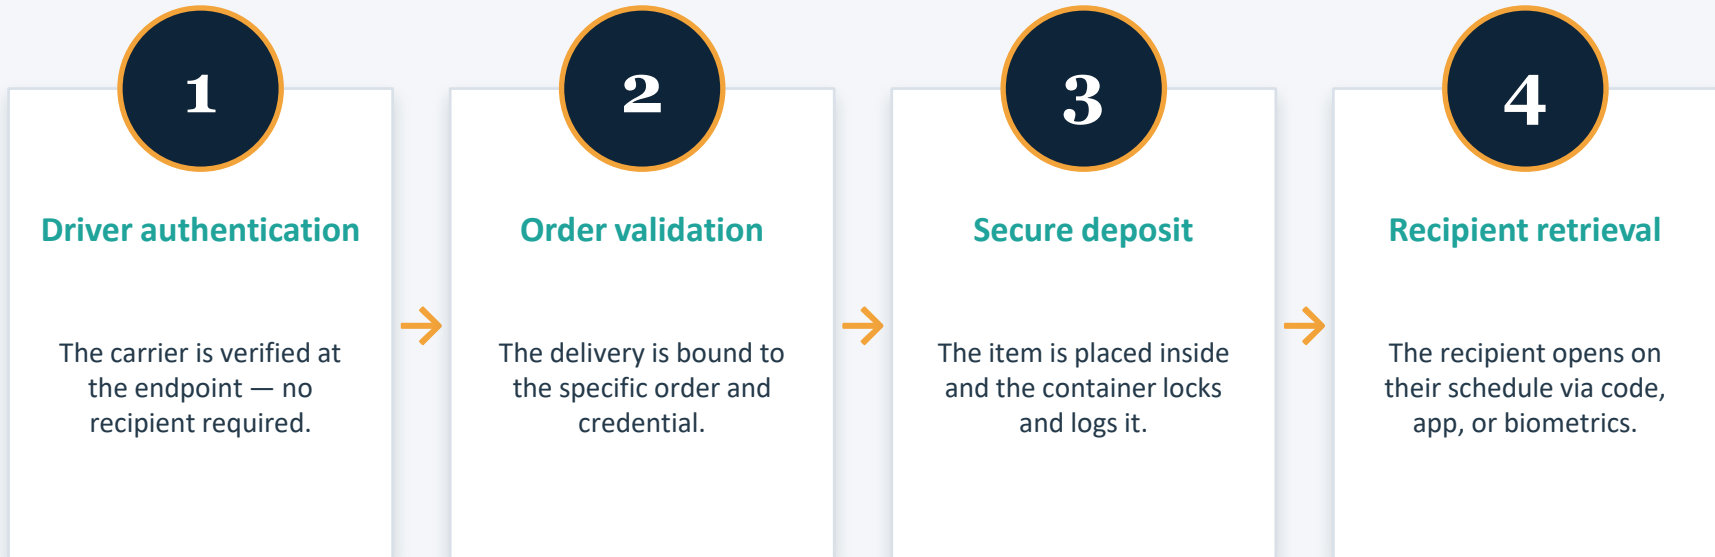 1
Driver authentication
The carrier is verified at
the endpoint — no
recipient required.
→
2
Order validation
The delivery is bound to
the specific order and
credential.
→
3
Secure deposit
The item is placed inside
and the container locks
and logs it.
→
4
Recipient retrieval
The recipient opens on
their schedule via code,
app, or biometrics.